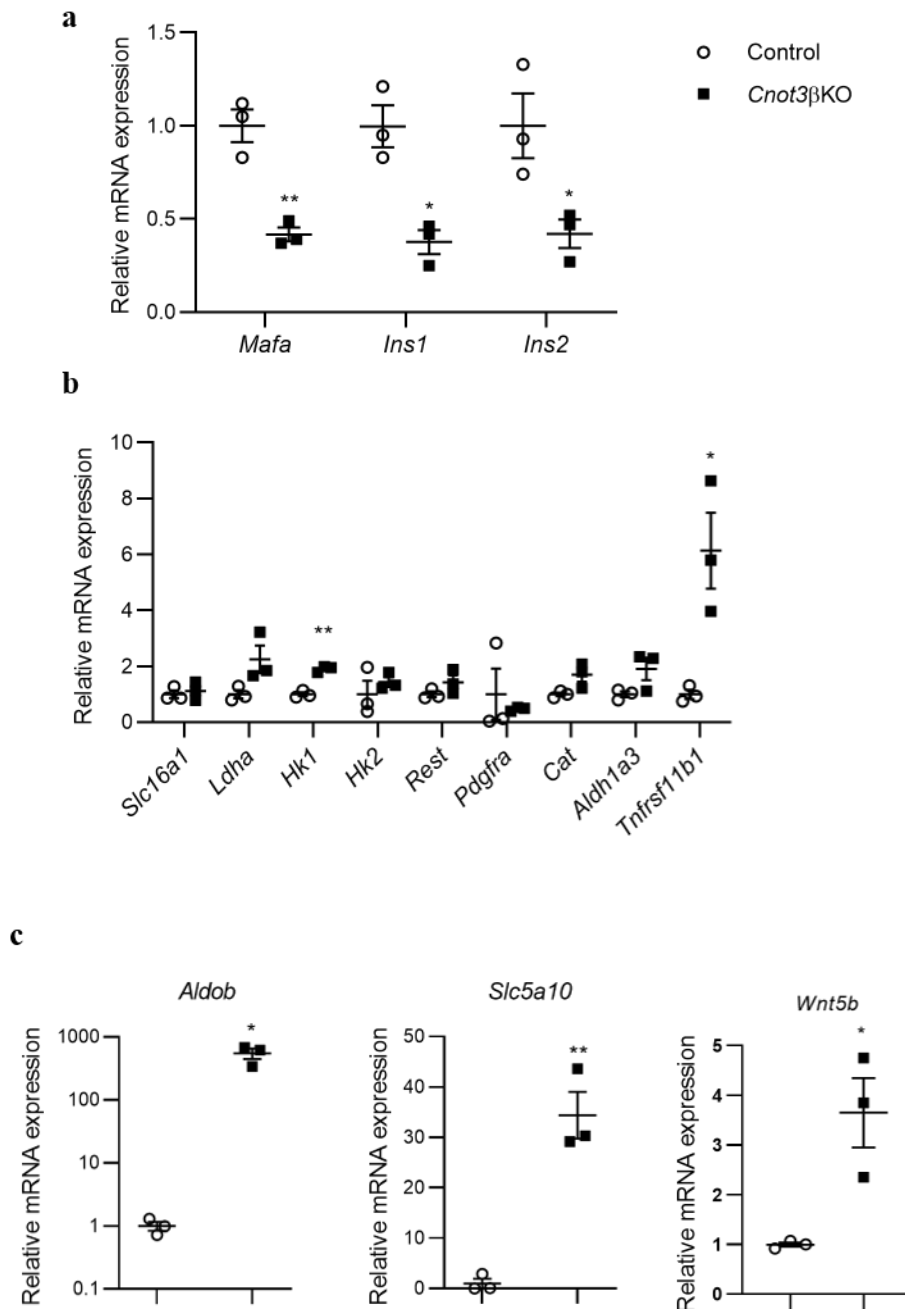 a
Relative mRNA expression
1.5
1.0
0.5
0.0
** * *
Mafa Ins1 Ins2
Control
Cnot3βKO
b
Relative mRNA expression
10
8
6
4
2
0
** *
Slc16a1 Ldha Hk1 Hk2 Rest Pdgfra Cat Aldh1a3 Tnfrsf11b1
c
Aldob
Relative mRNA expression
1000
100
10
1
0.1
*
Slc5a10
Relative mRNA expression
50
40
30
20
10
0
**
Wnt5b
Relative mRNA expression
5
4
3
2
1
0
*